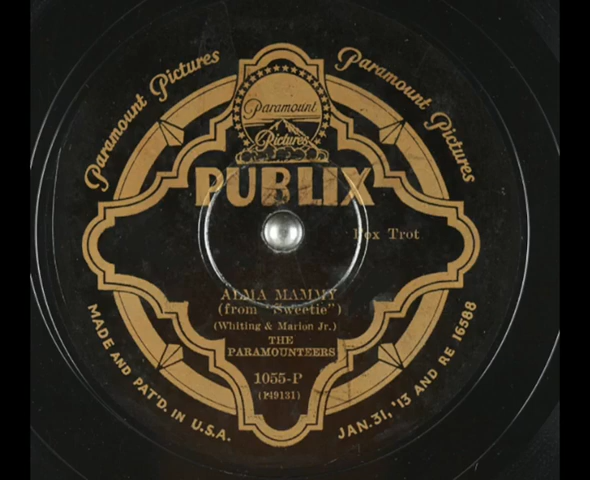 Paramount Pictures
Paramount Pictures
Paramount
Pictures
PUBLIX
Fox Trot
ALMA MAMMY
(from "Sweetie")
(Whiting & Marion Jr.)
THE
PARAMOUNTEERS
1055-P
(149131)
MADE AND PAT'D. IN U.S.A.
JAN. 31, '13 AND RE 16588